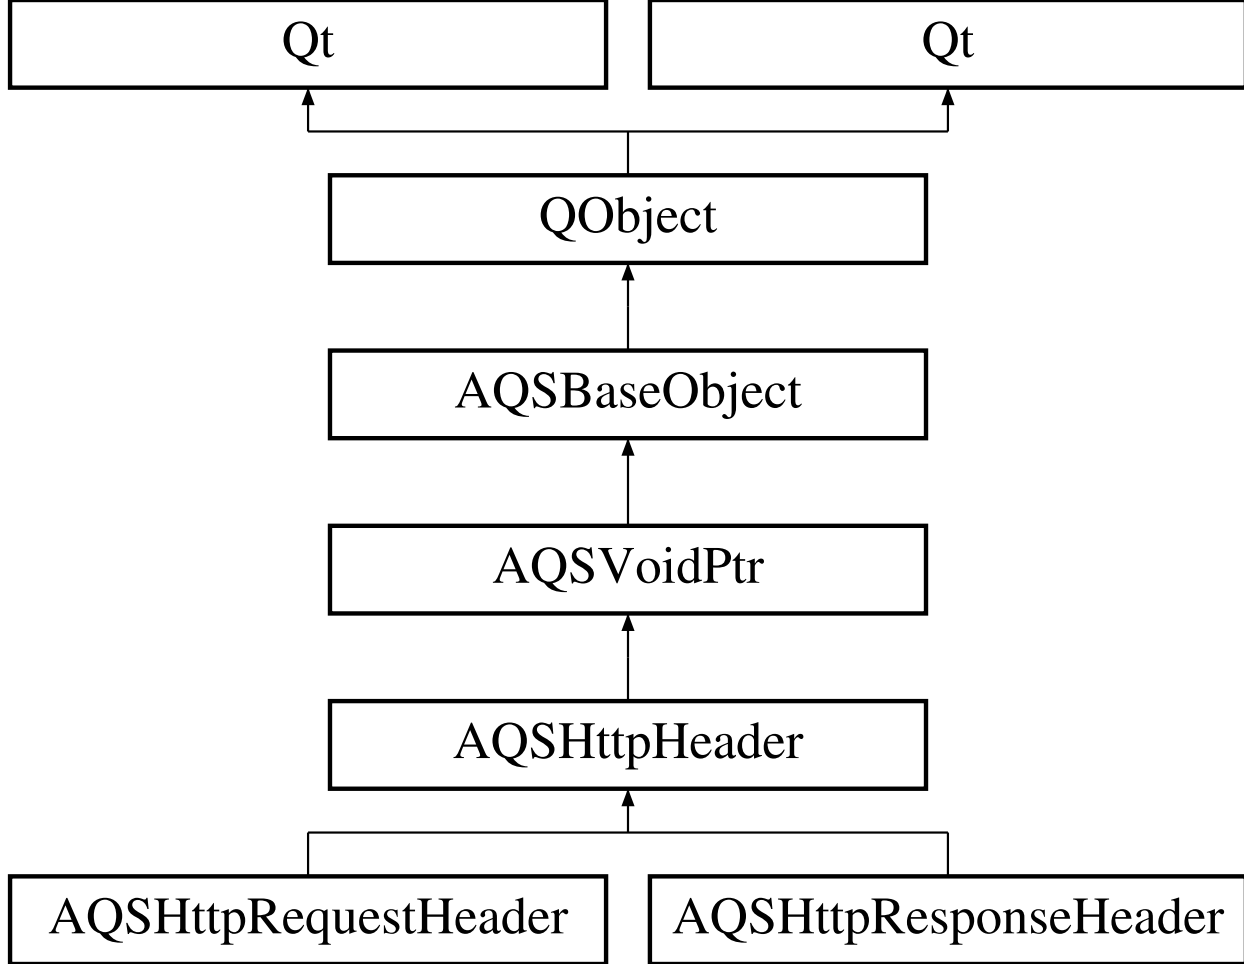 Qt
Qt
QObject
AQSBaseObject
AQSVoidPtr
AQSHttpHeader
AQSHttpRequestHeader
AQSHttpResponseHeader